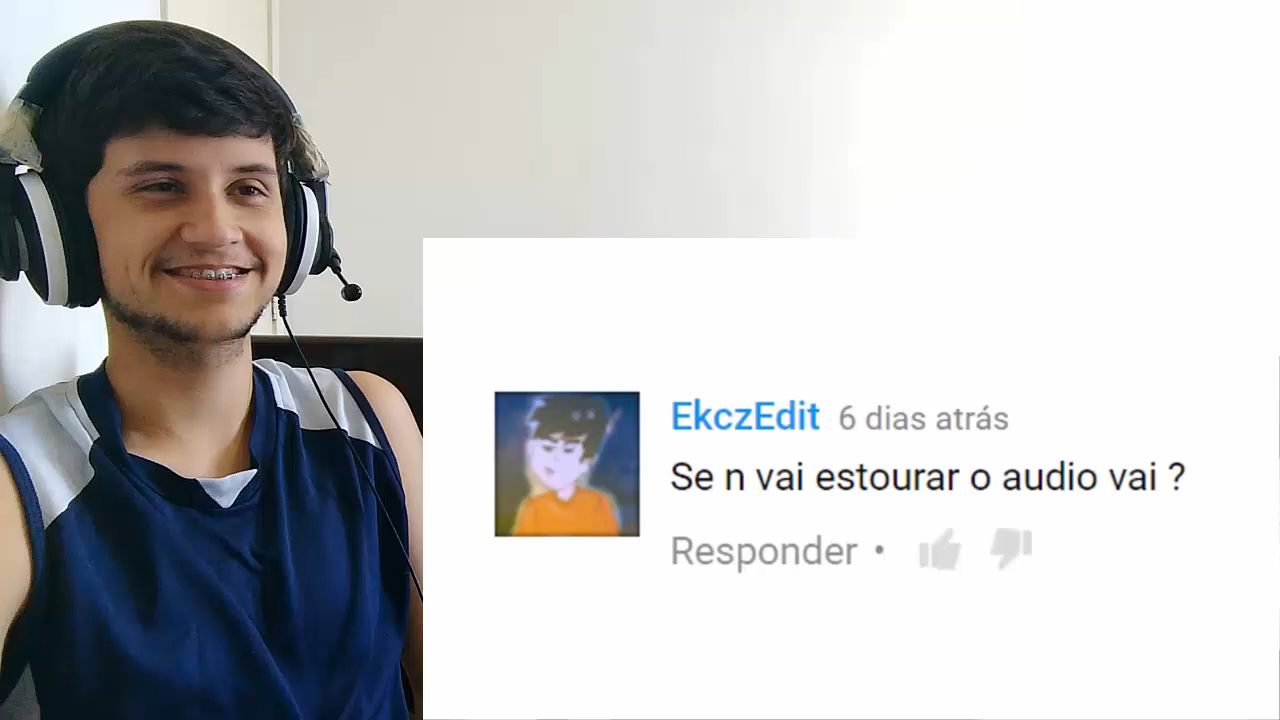 EkczEdit 6 dias atrás
Se n vai estourar o audio vai ?
Responder •